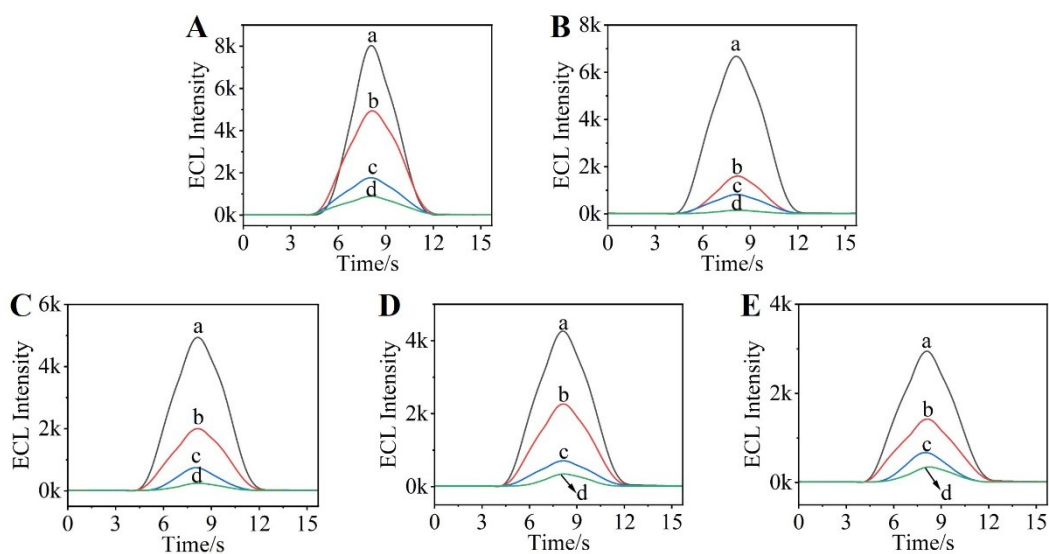 A
ECL Intensity
8k
6k
4k
2k
0k
a
b
c
d
0 3 6 9 12 15
Time/s
B
ECL Intensity
8k
6k
4k
2k
0k
a
b
c
d
0 3 6 9 12 15
Time/s
C
ECL Intensity
6k
4k
2k
0k
a
b
c
d
0 3 6 9 12 15
Time/s
D
ECL Intensity
4k
2k
0k
a
b
c
d
0 3 6 9 12 15
Time/s
E
ECL Intensity
4k
2k
0k
a
b
c
d
0 3 6 9 12 15
Time/s